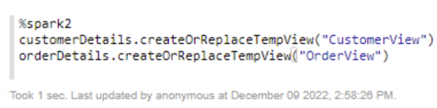 %spark2
customerDetails.createOrReplaceTempView("CustomerView")
orderDetails.createOrReplaceTempView("OrderView")
Took 1 sec. Last updated by anonymous at December 09 2022, 2:58:26 PM.